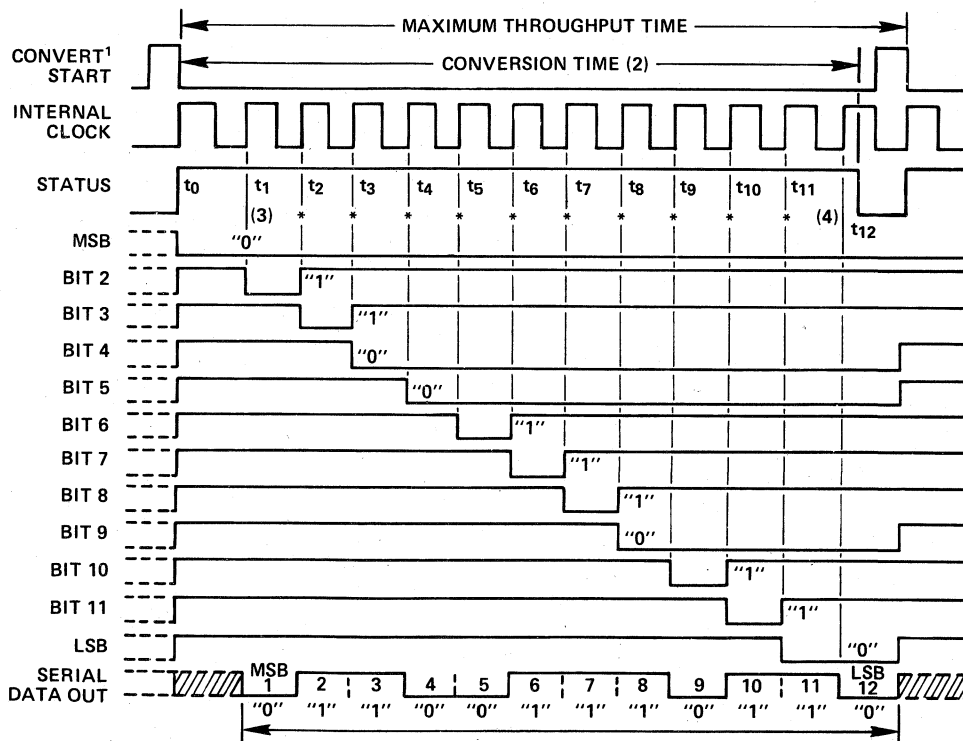 MAXIMUM THROUGHPUT TIME
CONVERT¹
START
CONVERSION TIME (2)
INTERNAL
CLOCK
STATUS
t0 t1 t2 t3 t4 t5 t6 t7 t8 t9 t10 t11
(3) * * * * * * * * * * (4) t12
MSB "0"
BIT 2 "1"
BIT 3 "1"
BIT 4 "0"
BIT 5 "0"
BIT 6 "1"
BIT 7 "1"
BIT 8 "1"
BIT 9 "0"
BIT 10 "1"
BIT 11 "1"
LSB "0"
SERIAL
DATA OUT
MSB LSB
1 2 3 4 5 6 7 8 9 10 11 12
"0" "1" "1" "0" "0" "1" "1" "1" "0" "1" "1" "0"